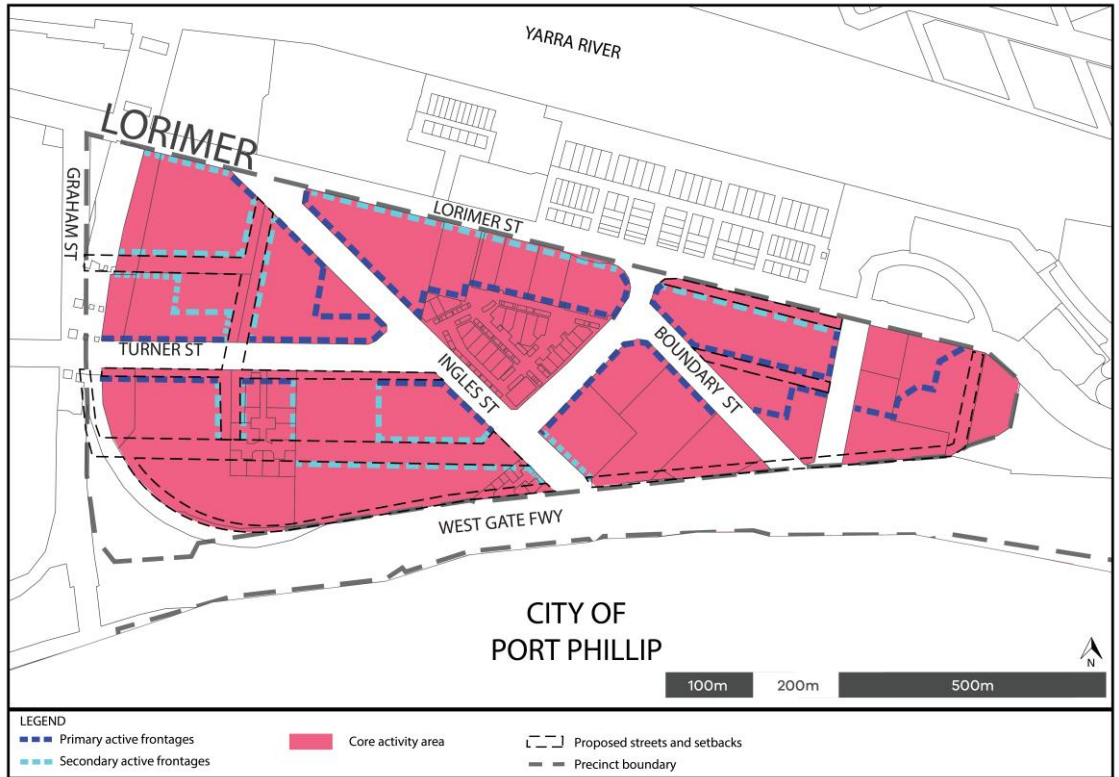 YARRA RIVER
LORIMER
GRAHAM ST
LORIMER ST
TURNER ST
INGLES ST
BOUNDARY ST
WEST GATE FWY
CITY OF
PORT PHILLIP
N
100m 200m 500m
LEGEND
Primary active frontages
Secondary active frontages
Core activity area
Proposed streets and setbacks
Precinct boundary